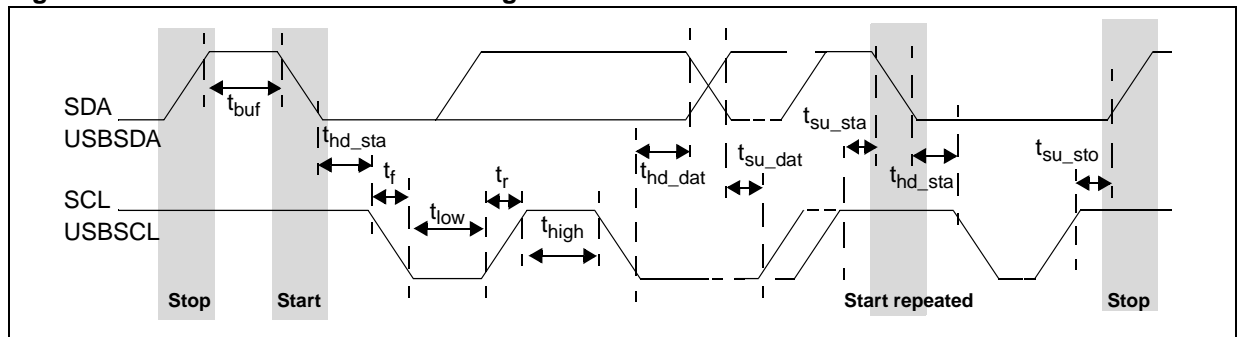 SDA
USBSDA
t_buf
t_hd_sta
t_f
t_low
t_r
t_high
t_hd_dat
t_su_dat
t_su_sta
t_hd_sta
t_su_sto
SCL
USBSCL
Stop
Start
Start repeated
Stop